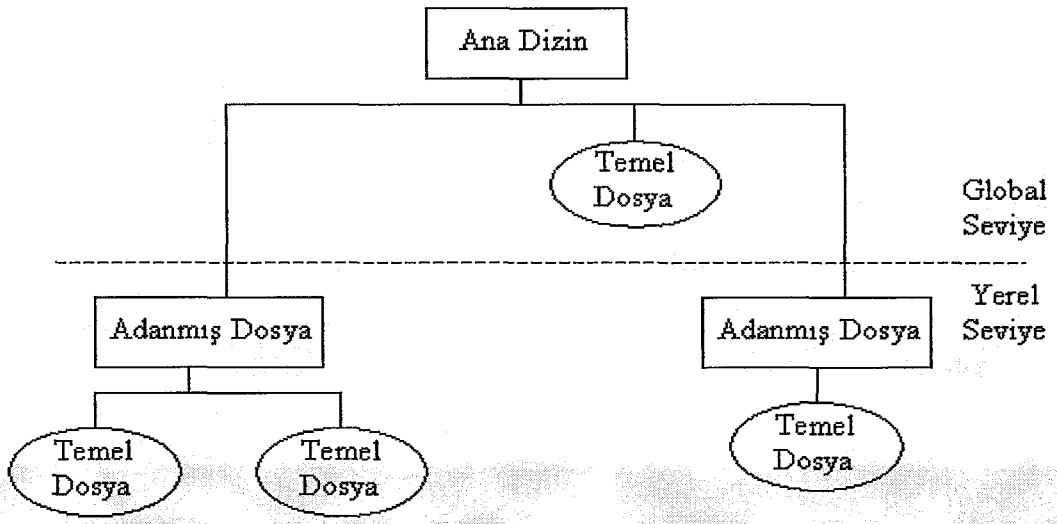 Ana Dizin
Temel
Dosya
Global
Seviye
Yerel
Seviye
Adanmış Dosya
Adanmış Dosya
Temel
Dosya
Temel
Dosya
Temel
Dosya